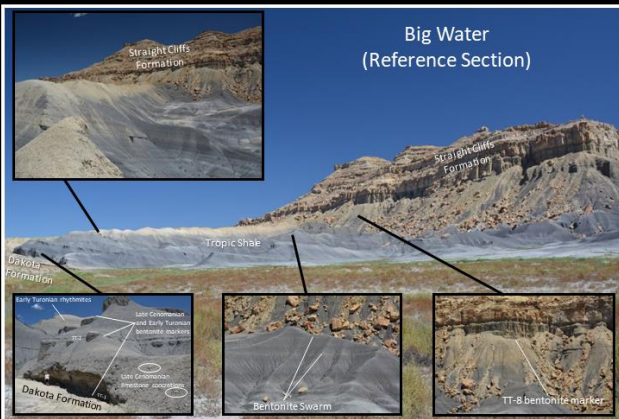 Big Water
(Reference Section)
Straight Cliffs
Formation
Straight Cliffs
Formation
Tropic Shale
Dakota
Formation
Early Turonian rhythmites
Late Cenomanian
and Early Turonian
bentonite markers
Late Cenomanian
limestone concretions
Dakota Formation
Bentonite Swarm
TT-8 bentonite marker